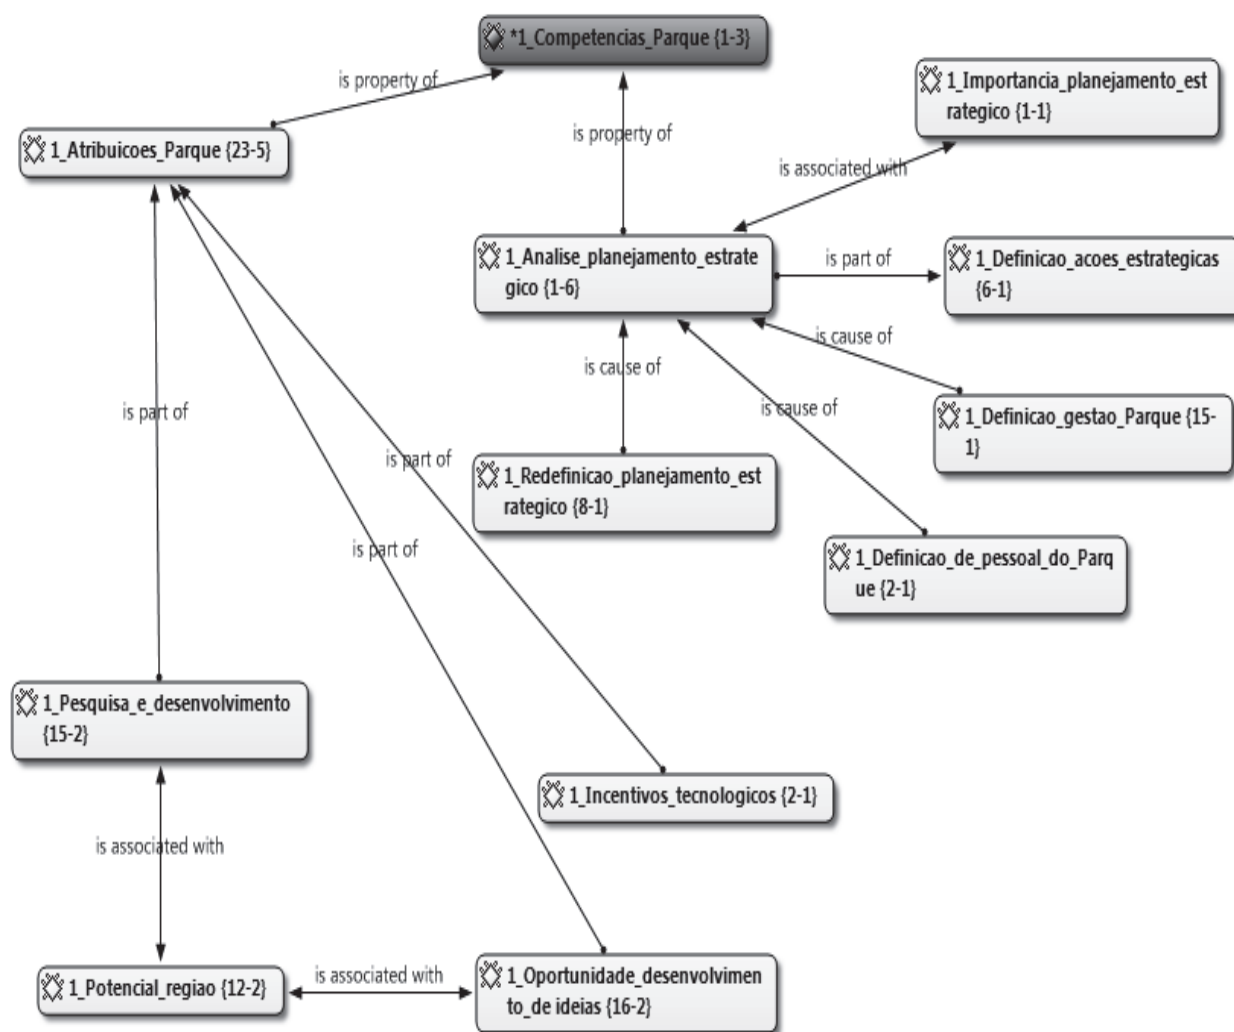 *1_Competencias_Parque {1-3}
is property of
1_Importancia_planejamento_est
rategico {1-1}
1_Atribuicoes_Parque {23-5}
is property of
is associated with
1_Analise_planejamento_estrate
gico {1-6}
is part of
1_Definicao_acoes_estrategicas
{6-1}
is cause of
is cause of
is part of
is cause of
1_Definicao_gestao_Parque {15-
1}
is part of
1_Redefinicao_planejamento_est
rategico {8-1}
is part of
1_Definicao_de_pessoal_do_Parq
ue {2-1}
1_Pesquisa_e_desenvolvimento
{15-2}
1_Incentivos_tecnologicos {2-1}
is associated with
1_Potencial_regiao {12-2}
is associated with
1_Oportunidade_desenvolvimen
to_de ideias {16-2}